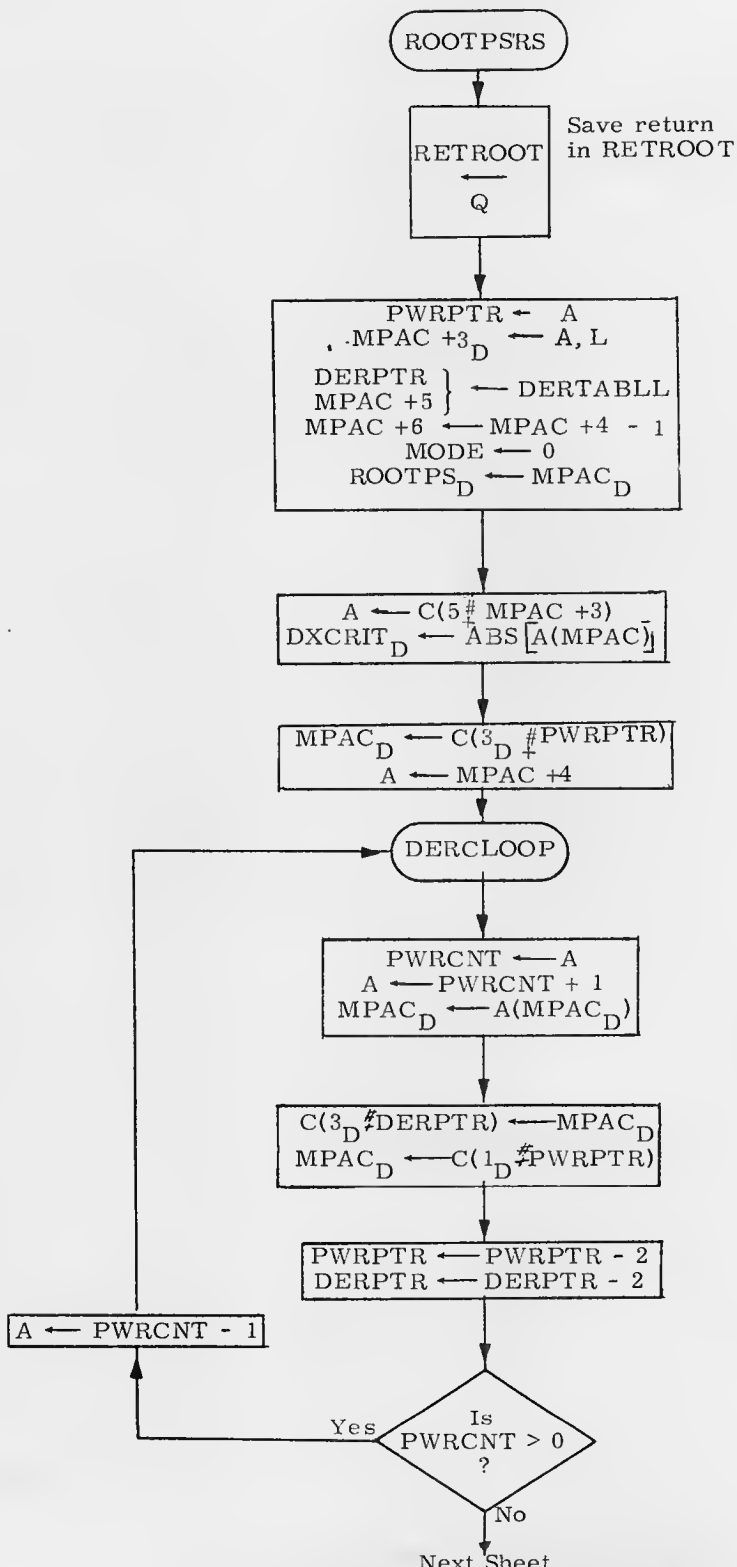 ROOTPSRS
RETROOT
←
Q
Save return
in RETROOT
PWRPTR ← A
MPAC +3D ← A, L
DERPTR
MPAC +5 } ← DERTABLL
MPAC +6 ← MPAC +4 - 1
MODE ← 0
ROOTPSD ← MPACD
A ← C(5 # MPAC +3)
+
DXCRITD ← ABS [A(MPAC)]
MPACD ← C(3D #PWRPTR)
+
A ← MPAC +4
DERCLOOP
PWRCNT ← A
A ← PWRCNT + 1
MPACD ← A(MPACD)
C(3D #DERPTR) ← MPACD
+
MPACD ← C(1D #PWRPTR)
+
PWRPTR ← PWRPTR - 2
DERPTR ← DERPTR - 2
A ← PWRCNT - 1
Yes
Is
PWRCNT > 0
?
No
Next Sheet